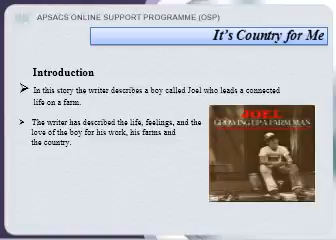 APSACS ONLINE SUPPORT PROGRAMME (OSP)
It's Country for Me
Introduction
➢ In this story the writer describes a boy called Joel who leads a connected
life on a farm.
➢ The writer has described the life, feelings, and the
love of the boy for his work, his farms and
the country.
JOEL
GROWING UP A FARM MAN